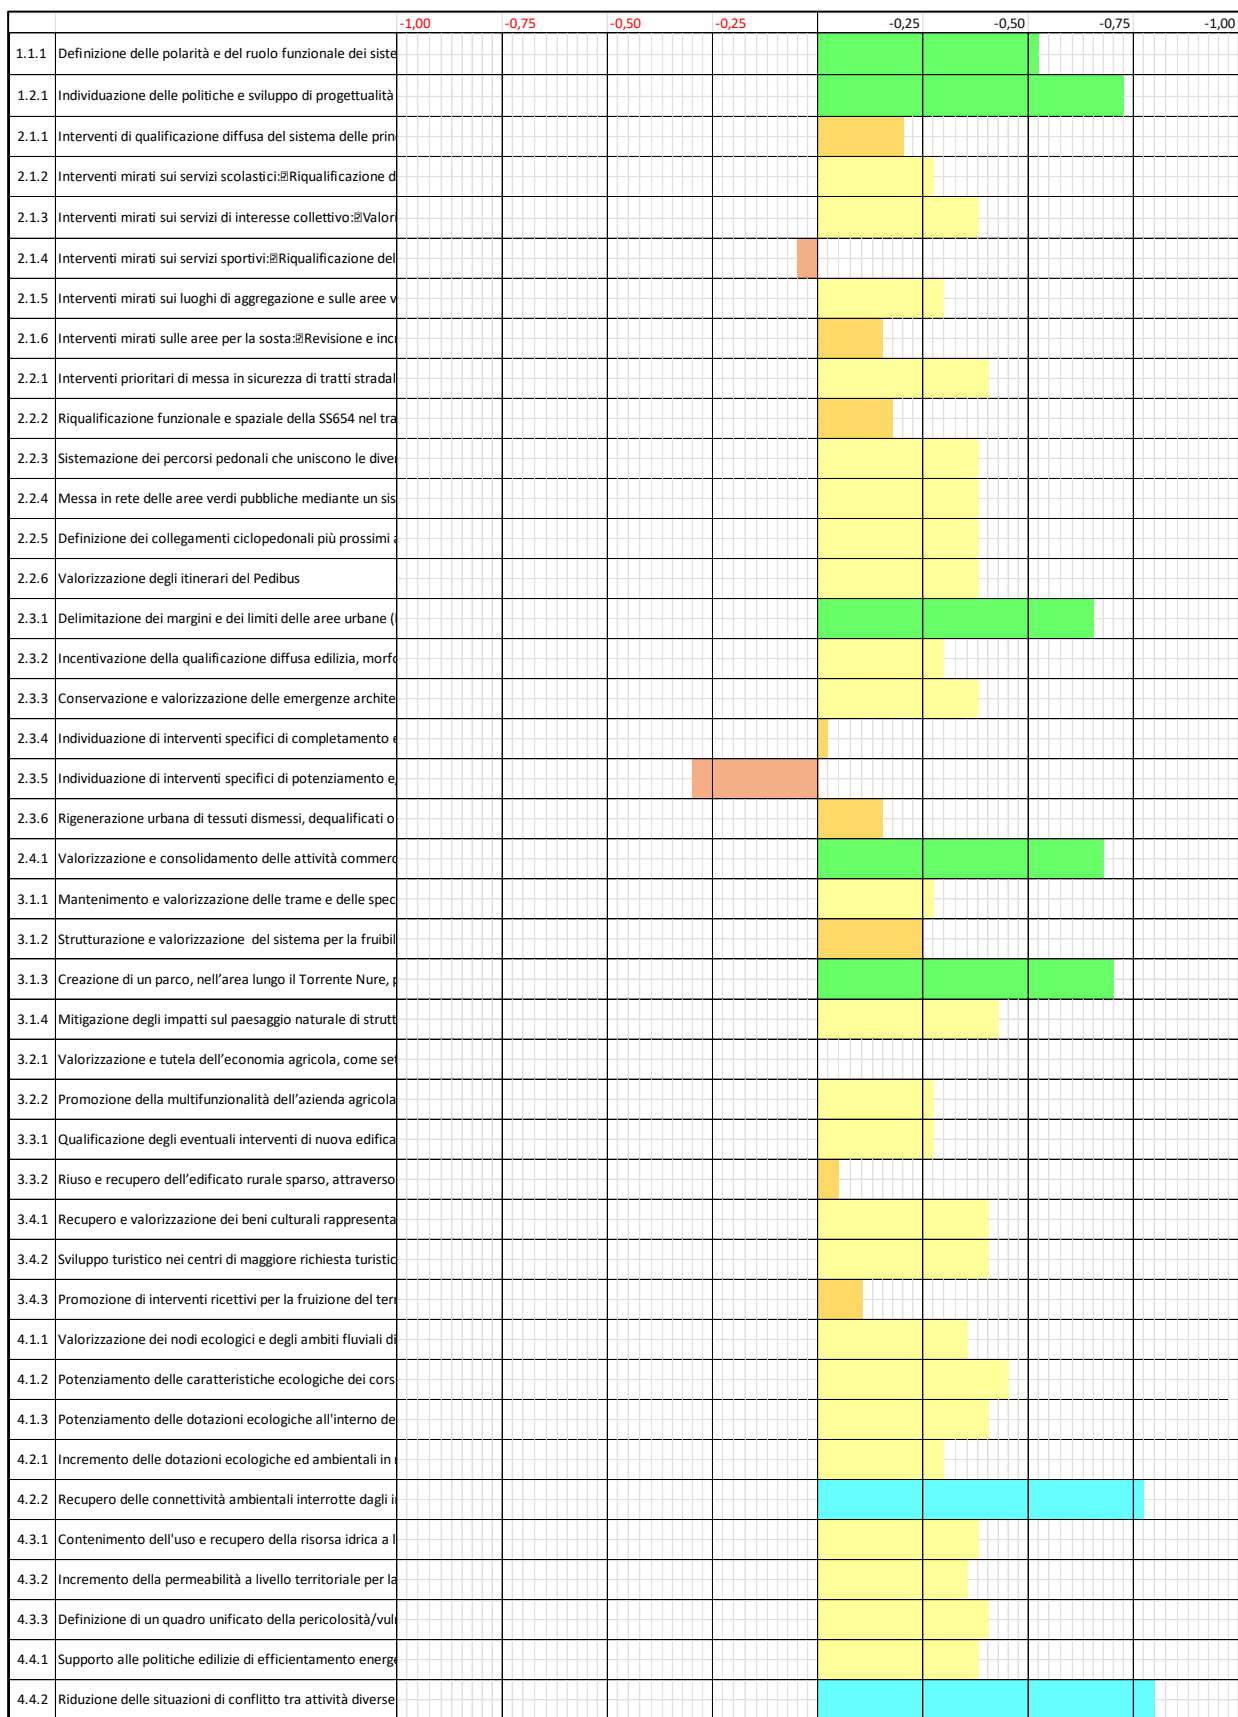 -1,00 -0,75 -0,50 -0,25 -0,25 -0,50 -0,75 -1,00
1.1.1 Definizione delle polarità e del ruolo funzionale dei siste
1.2.1 Individuazione delle politiche e sviluppo di progettualità
2.1.1 Interventi di qualificazione diffusa del sistema delle prin
2.1.2 Interventi mirati sui servizi scolastici:⍰Riqualificazione d
2.1.3 Interventi mirati sui servizi di interesse collettivo:⍰Valori
2.1.4 Interventi mirati sui servizi sportivi:⍰Riqualificazione del
2.1.5 Interventi mirati sui luoghi di aggregazione e sulle aree v
2.1.6 Interventi mirati sulle aree per la sosta:⍰Revisione e incr
2.2.1 Interventi prioritari di messa in sicurezza di tratti stradal
2.2.2 Riqualificazione funzionale e spaziale della SS654 nel tra
2.2.3 Sistemazione dei percorsi pedonali che uniscono le diver
2.2.4 Messa in rete delle aree verdi pubbliche mediante un sis
2.2.5 Definizione dei collegamenti ciclopedonali più prossimi a
2.2.6 Valorizzazione degli itinerari del Pedibus
2.3.1 Delimitazione dei margini e dei limiti delle aree urbane (
2.3.2 Incentivazione della qualificazione diffusa edilizia, morfo
2.3.3 Conservazione e valorizzazione delle emergenze archite
2.3.4 Individuazione di interventi specifici di completamento e
2.3.5 Individuazione di interventi specifici di potenziamento e,
2.3.6 Rigenerazione urbana di tessuti dismessi, dequalificati o
2.4.1 Valorizzazione e consolidamento delle attività commerc
3.1.1 Mantenimento e valorizzazione delle trame e delle spec
3.1.2 Strutturazione e valorizzazione  del sistema per la fruibil
3.1.3 Creazione di un parco, nell’area lungo il Torrente Nure, p
3.1.4 Mitigazione degli impatti sul paesaggio naturale di strutt
3.2.1 Valorizzazione e tutela dell’economia agricola, come set
3.2.2 Promozione della multifunzionalità dell’azienda agricola
3.3.1 Qualificazione degli eventuali interventi di nuova edifica
3.3.2 Riuso e recupero dell’edificato rurale sparso, attraverso
3.4.1 Recupero e valorizzazione dei beni culturali rappresenta
3.4.2 Sviluppo turistico nei centri di maggiore richiesta turistic
3.4.3 Promozione di interventi ricettivi per la fruizione del terr
4.1.1 Valorizzazione dei nodi ecologici e degli ambiti fluviali di
4.1.2 Potenziamento delle caratteristiche ecologiche dei cors
4.1.3 Potenziamento delle dotazioni ecologiche all'interno de
4.2.1 Incremento delle dotazioni ecologiche ed ambientali in
4.2.2 Recupero delle connettività ambientali interrotte dagli i
4.3.1 Contenimento dell'uso e recupero della risorsa idrica a l
4.3.2 Incremento della permeabilità a livello territoriale per la
4.3.3 Definizione di un quadro unificato della pericolosità/vul
4.4.1 Supporto alle politiche edilizie di efficientamento energe
4.4.2 Riduzione delle situazioni di conflitto tra attività diverse